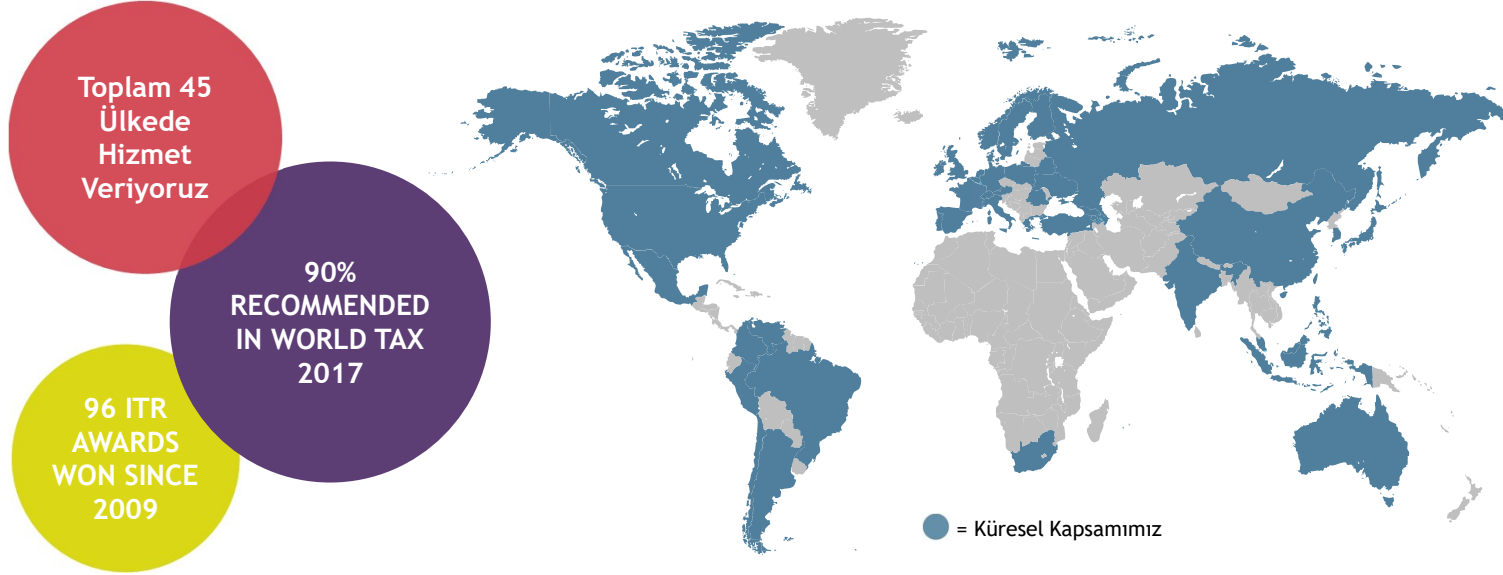 Toplam 45
Ülkede
Hizmet
Veriyoruz
90%
RECOMMENDED
IN WORLD TAX
2017
96 ITR
AWARDS
WON SINCE
2009
= Küresel Kapsamımız